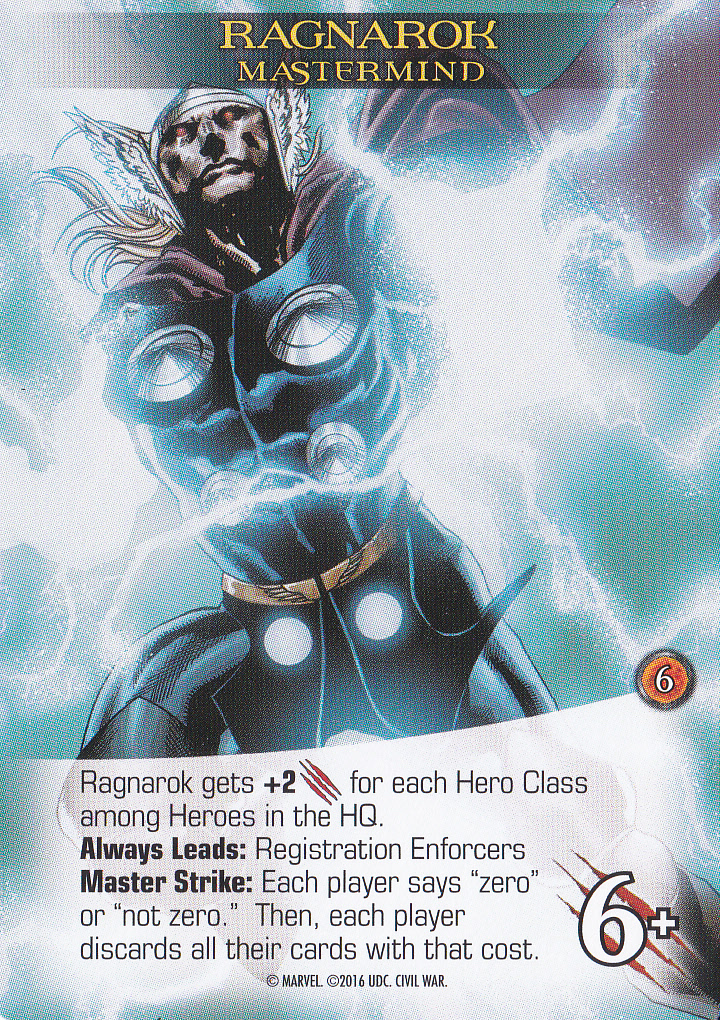 RAGNAROK
MASTERMIND
6
Ragnarok gets +2 for each Hero Class
among Heroes in the HQ.
Always Leads: Registration Enforcers
Master Strike: Each player says “zero”
or “not zero.” Then, each player
discards all their cards with that cost.
6+
© MARVEL. ©2016 UDC. CIVIL WAR.